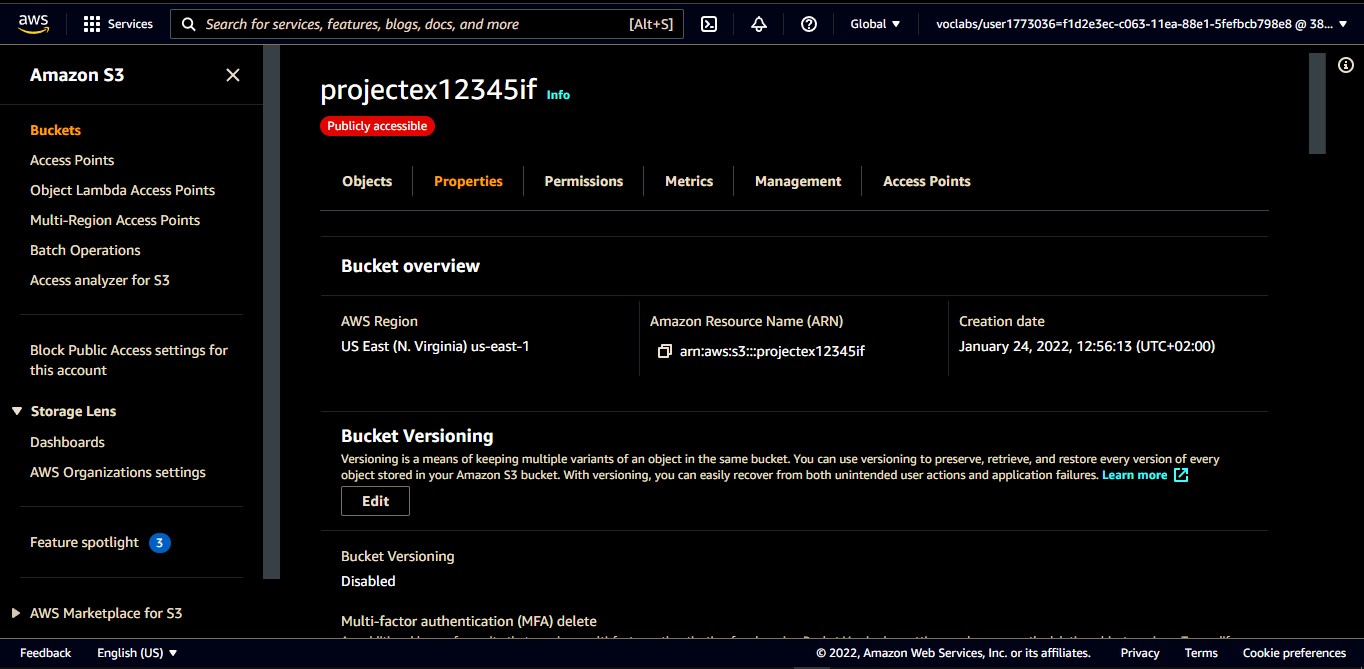 aws
Services
Search for services, features, blogs, docs, and more
[Alt+S]
Global
voclabs/user1773036=f1d2e3ec-c063-11ea-88e1-5fefbcb798e8 @ 38...
Amazon S3
Buckets
Access Points
Object Lambda Access Points
Multi-Region Access Points
Batch Operations
Access analyzer for S3
Block Public Access settings for
this account
Storage Lens
Dashboards
AWS Organizations settings
Feature spotlight 3
AWS Marketplace for S3
projectex12345if Info
Publicly accessible
Objects
Properties
Permissions
Metrics
Management
Access Points
Bucket overview
AWS Region
US East (N. Virginia) us-east-1
Amazon Resource Name (ARN)
arn:aws:s3:::projectex12345if
Creation date
January 24, 2022, 12:56:13 (UTC+02:00)
Bucket Versioning
Versioning is a means of keeping multiple variants of an object in the same bucket. You can use versioning to preserve, retrieve, and restore every version of every
object stored in your Amazon S3 bucket. With versioning, you can easily recover from both unintended user actions and application failures. Learn more
Edit
Bucket Versioning
Disabled
Multi-factor authentication (MFA) delete
Feedback
English (US)
© 2022, Amazon Web Services, Inc. or its affiliates.
Privacy
Terms
Cookie preferences